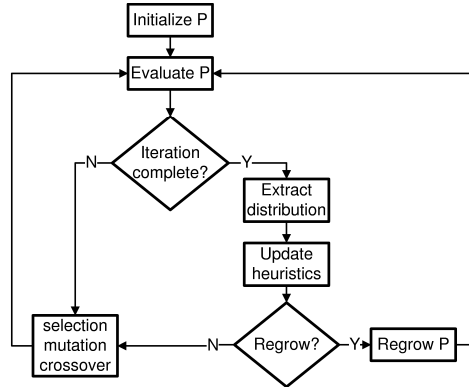 Initialize P
Evaluate P
Iteration
complete?
N
Y
Extract
distribution
Update
heuristics
Regrow?
N
Y
Regrow P
selection
mutation
crossover